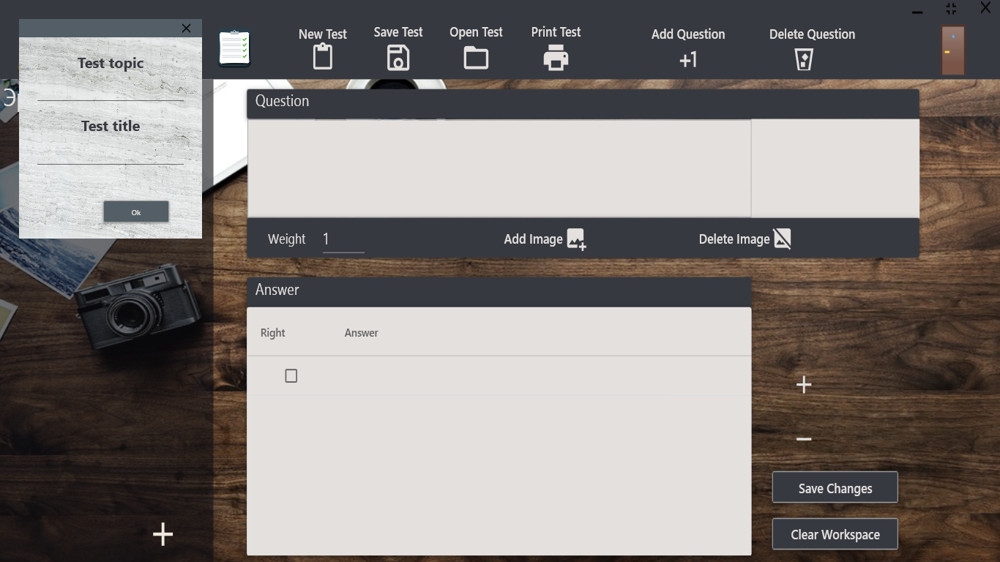 New Test
Save Test
Open Test
Print Test
Add Question
Delete Question
+1
Test topic
Test title
Ok
Question
Weight 1
Add Image
Delete Image
Answer
Right Answer
Save Changes
Clear Workspace